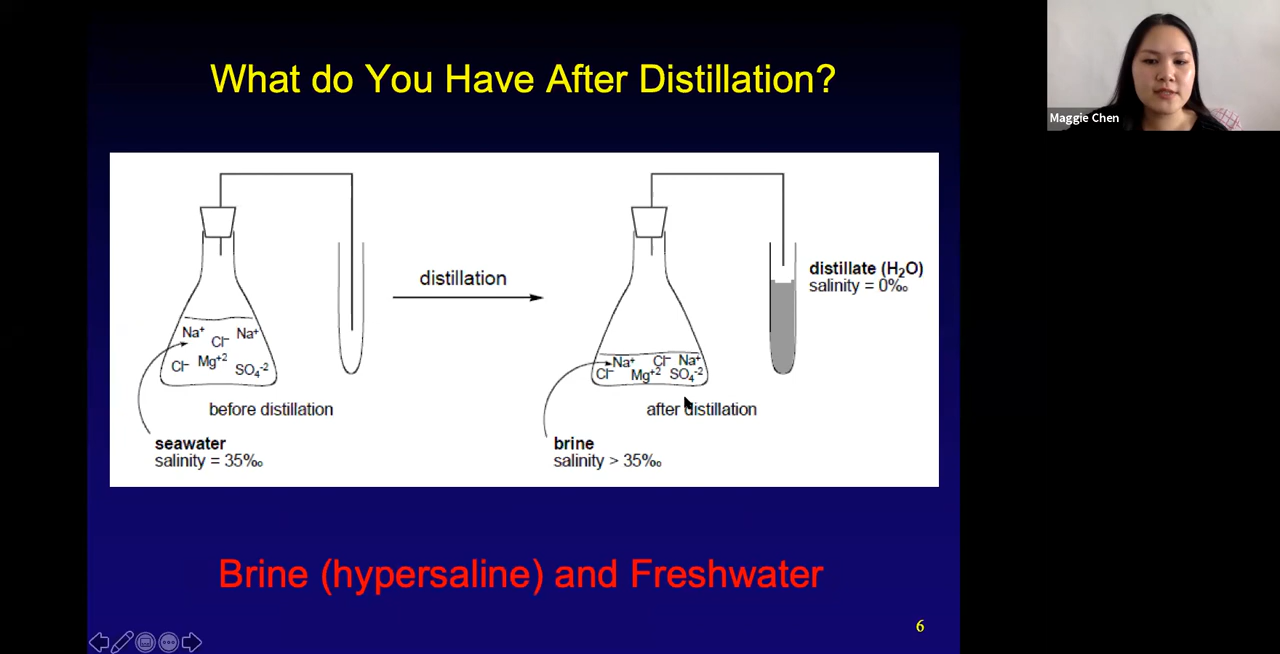 What do You Have After Distillation?
Maggie Chen
distillation
distillate (H₂O)
salinity = 0‰
Na⁺
Cl⁻
Na⁺
Cl⁻
Mg⁺²
SO₄⁻²
Na⁺
Cl⁻
Na⁺
Cl⁻
Mg⁺²
SO₄⁻²
before distillation
after distillation
seawater
salinity = 35‰
brine
salinity > 35‰
Brine (hypersaline) and Freshwater
6